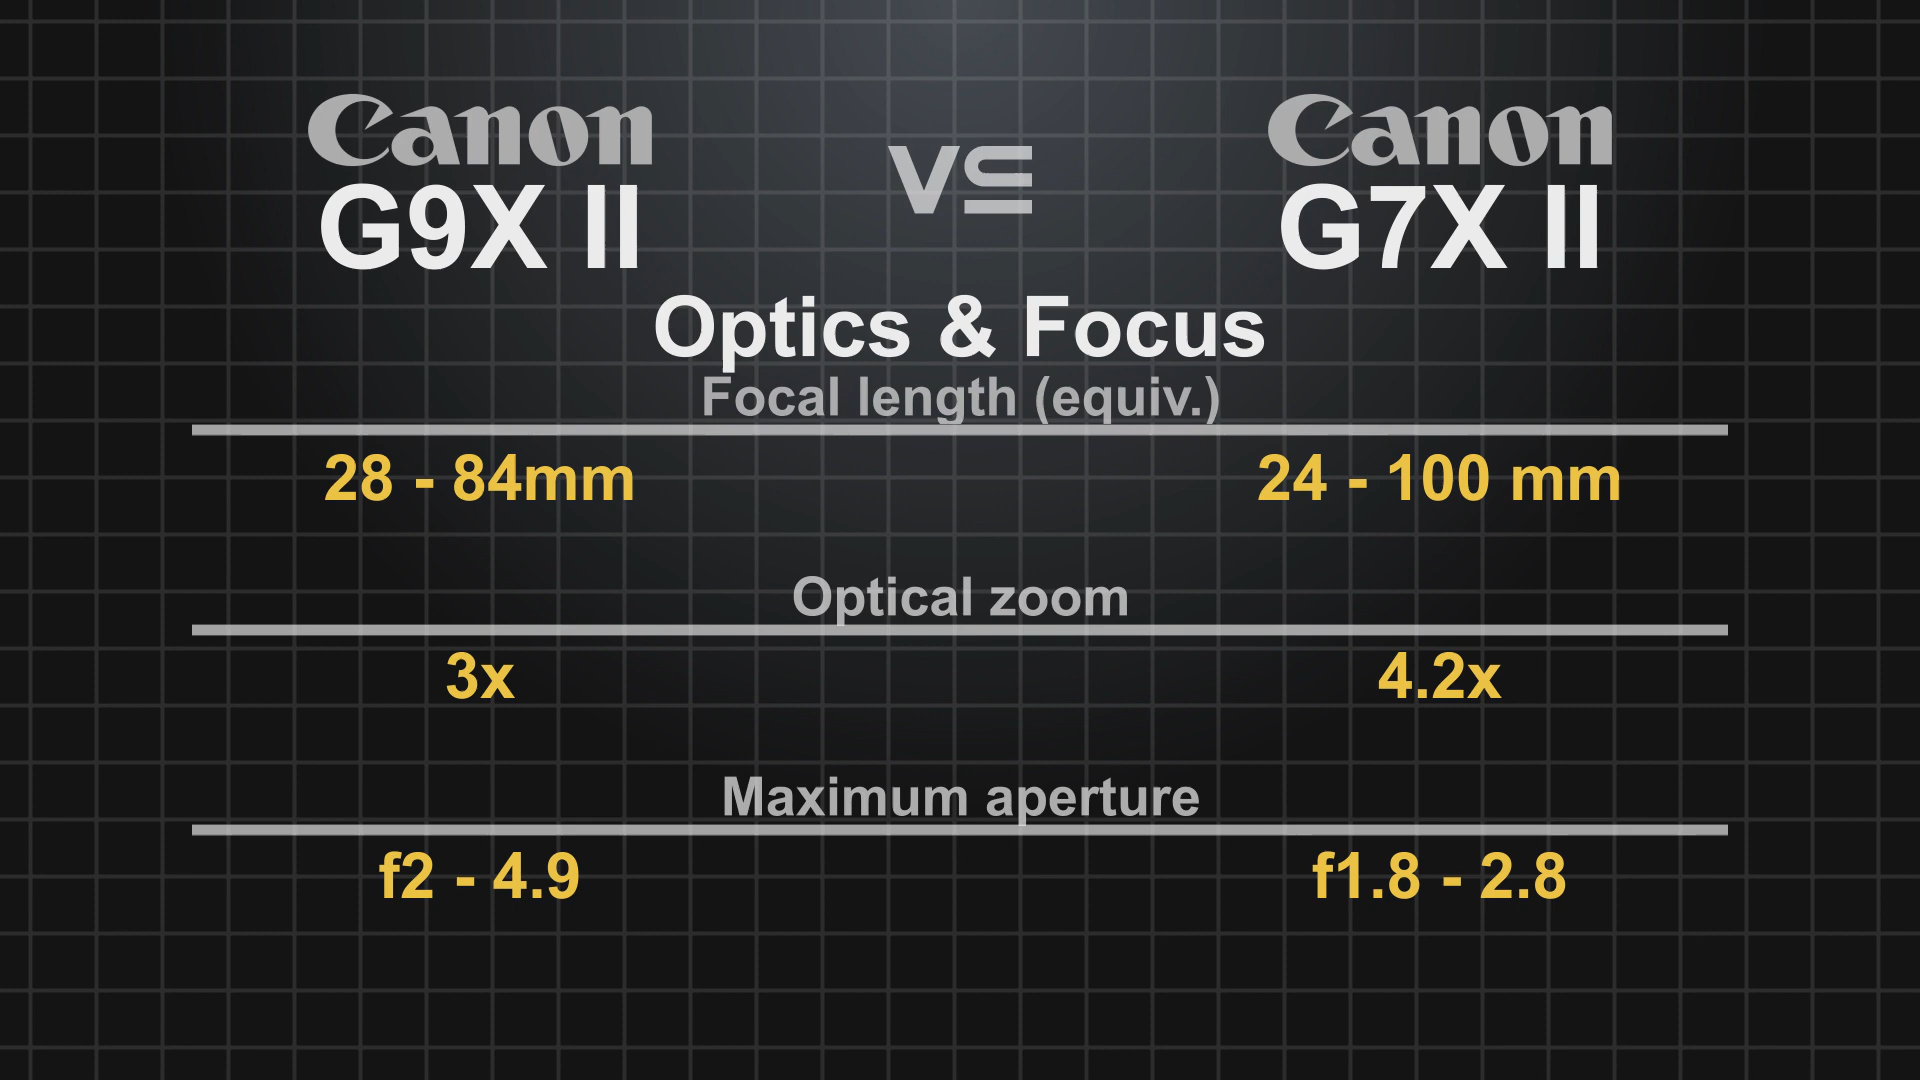 Canon
G9X II
VS
Canon
G7X II
Optics & Focus
Focal length (equiv.)
28 - 84mm
24 - 100 mm
Optical zoom
3x
4.2x
Maximum aperture
f2 - 4.9
f1.8 - 2.8